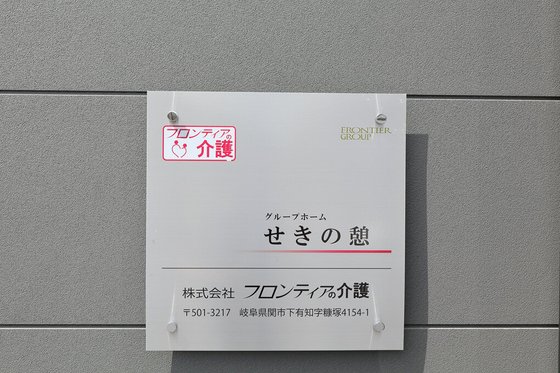 フロンティアの
介護
FRONTIER
GROUP
グループホーム
せきの憩
株式会社 フロンティアの介護
〒501-3217 岐阜県関市下有知字糠塚4154-1